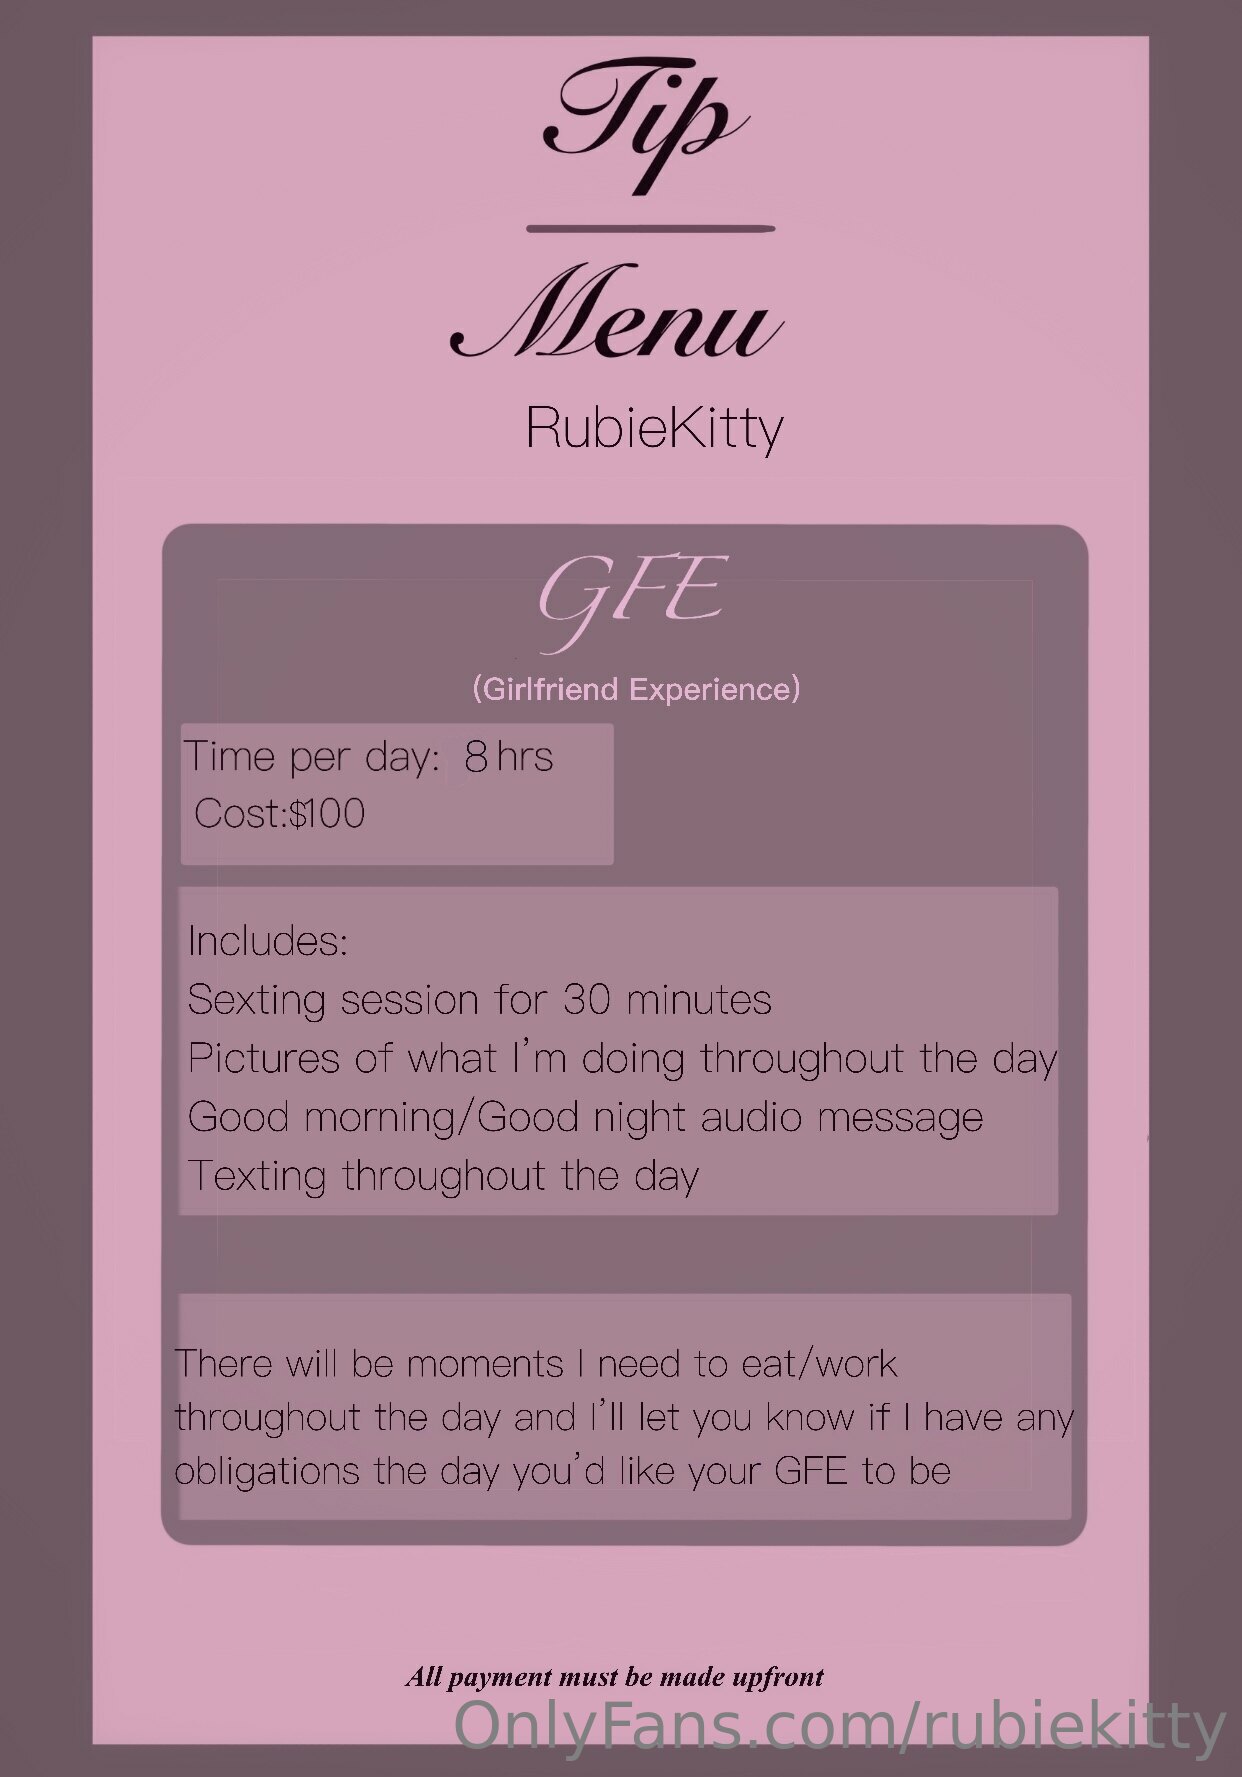 Tip
Menu
RubieKitty
GFE
(Girlfriend Experience)
Time per day: 8 hrs
Cost:$100
Includes:
Sexting session for 30 minutes
Pictures of what I'm doing throughout the day
Good morning/Good night audio message
Texting throughout the day
There will be moments I need to eat/work
throughout the day and I'll let you know if I have any
obligations the day you'd like your GFE to be
All payment must be made upfront
OnlyFans.com/rubiekitty